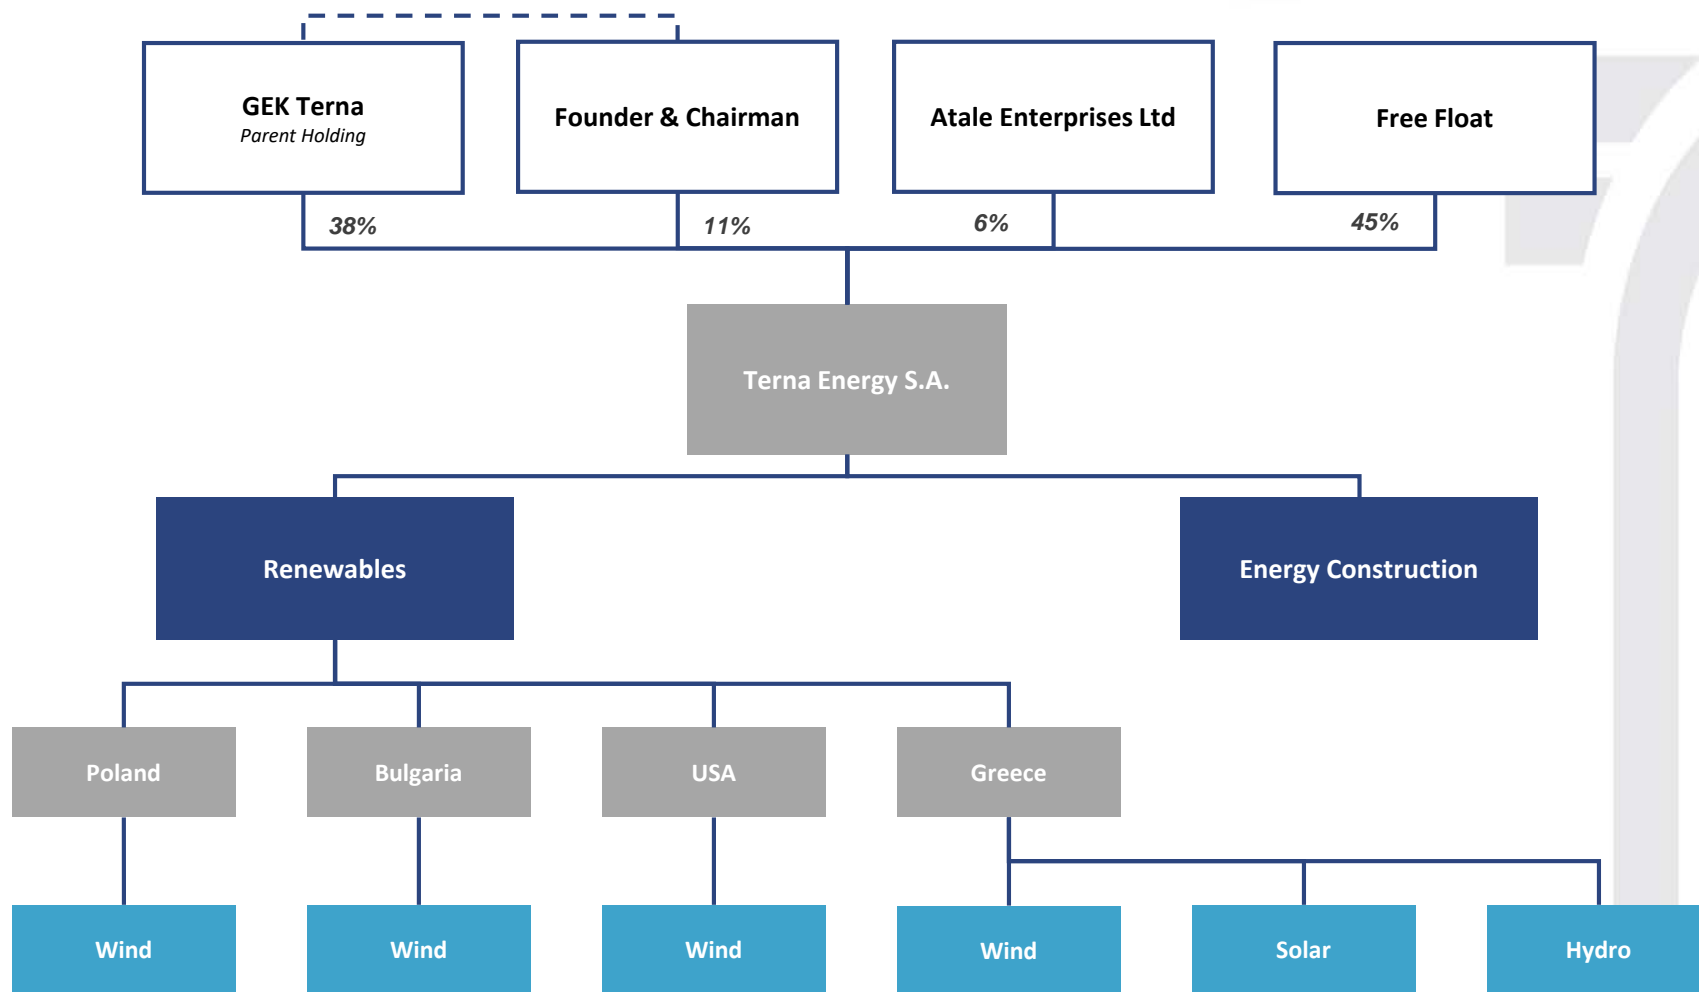 GEK Terna
Parent Holding
Founder & Chairman
Atale Enterprises Ltd
Free Float
38%
11%
6%
45%
Terna Energy S.A.
Renewables
Energy Construction
Poland
Bulgaria
USA
Greece
Wind
Wind
Wind
Wind
Solar
Hydro